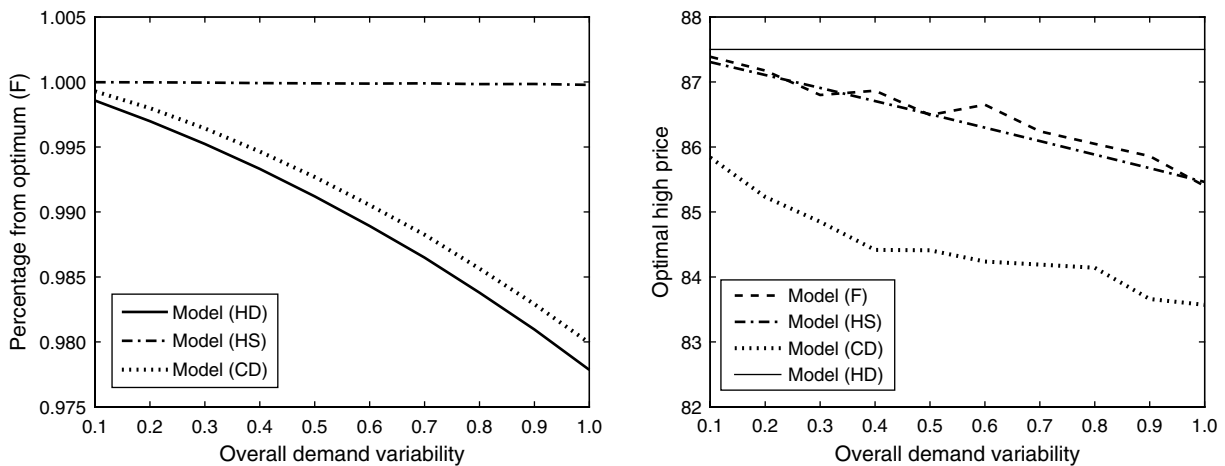 Percentage from optimum (F)
1.005
1.000
0.995
0.990
0.985
0.980
0.975
Model (HD)
Model (HS)
Model (CD)
0.1 0.2 0.3 0.4 0.5 0.6 0.7 0.8 0.9 1.0
Overall demand variability
Optimal high price
88
87
86
85
84
83
82
Model (F)
Model (HS)
Model (CD)
Model (HD)
0.1 0.2 0.3 0.4 0.5 0.6 0.7 0.8 0.9 1.0
Overall demand variability